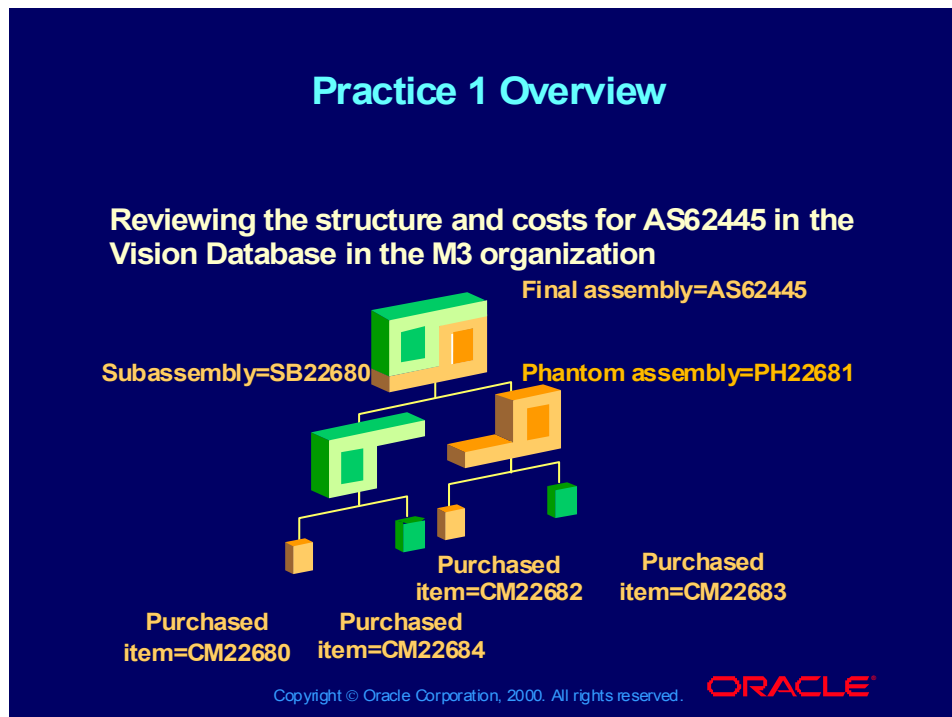 Practice 1 Overview
Reviewing the structure and costs for AS62445 in the
Vision Database in the M3 organization
Final assembly=AS62445
Subassembly=SB22680
Phantom assembly=PH22681
Purchased
item=CM22682
Purchased
item=CM22683
Purchased
item=CM22680
Purchased
item=CM22684
Copyright © Oracle Corporation, 2000. All rights reserved.
ORACLE®